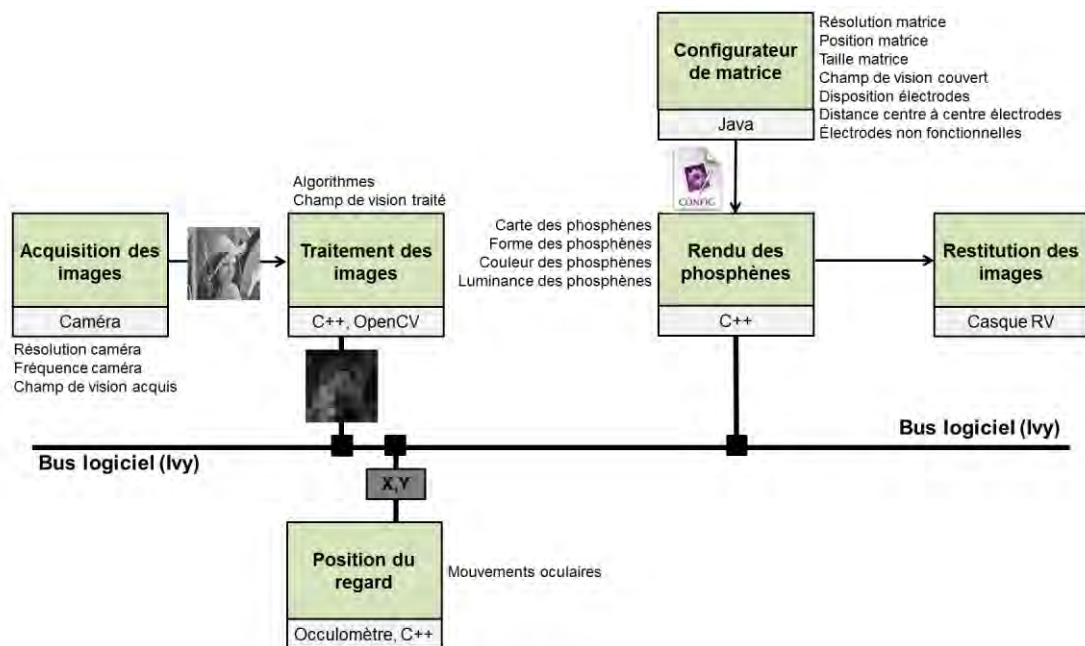 Configurateur
de matrice
Java
Résolution matrice
Position matrice
Taille matrice
Champ de vision couvert
Disposition électrodes
Distance centre à centre électrodes
Électrodes non fonctionnelles
CONFIG
Acquisition des
images
Caméra
Résolution caméra
Fréquence caméra
Champ de vision acquis
Algorithmes
Champ de vision traité
Traitement des
images
C++, OpenCV
Carte des phosphènes
Forme des phosphènes
Couleur des phosphènes
Luminance des phosphènes
Rendu des
phosphènes
C++
Restitution des
images
Casque RV
Bus logiciel (Ivy)
Bus logiciel (Ivy)
X,Y
Position du
regard
Occulomètre, C++
Mouvements oculaires